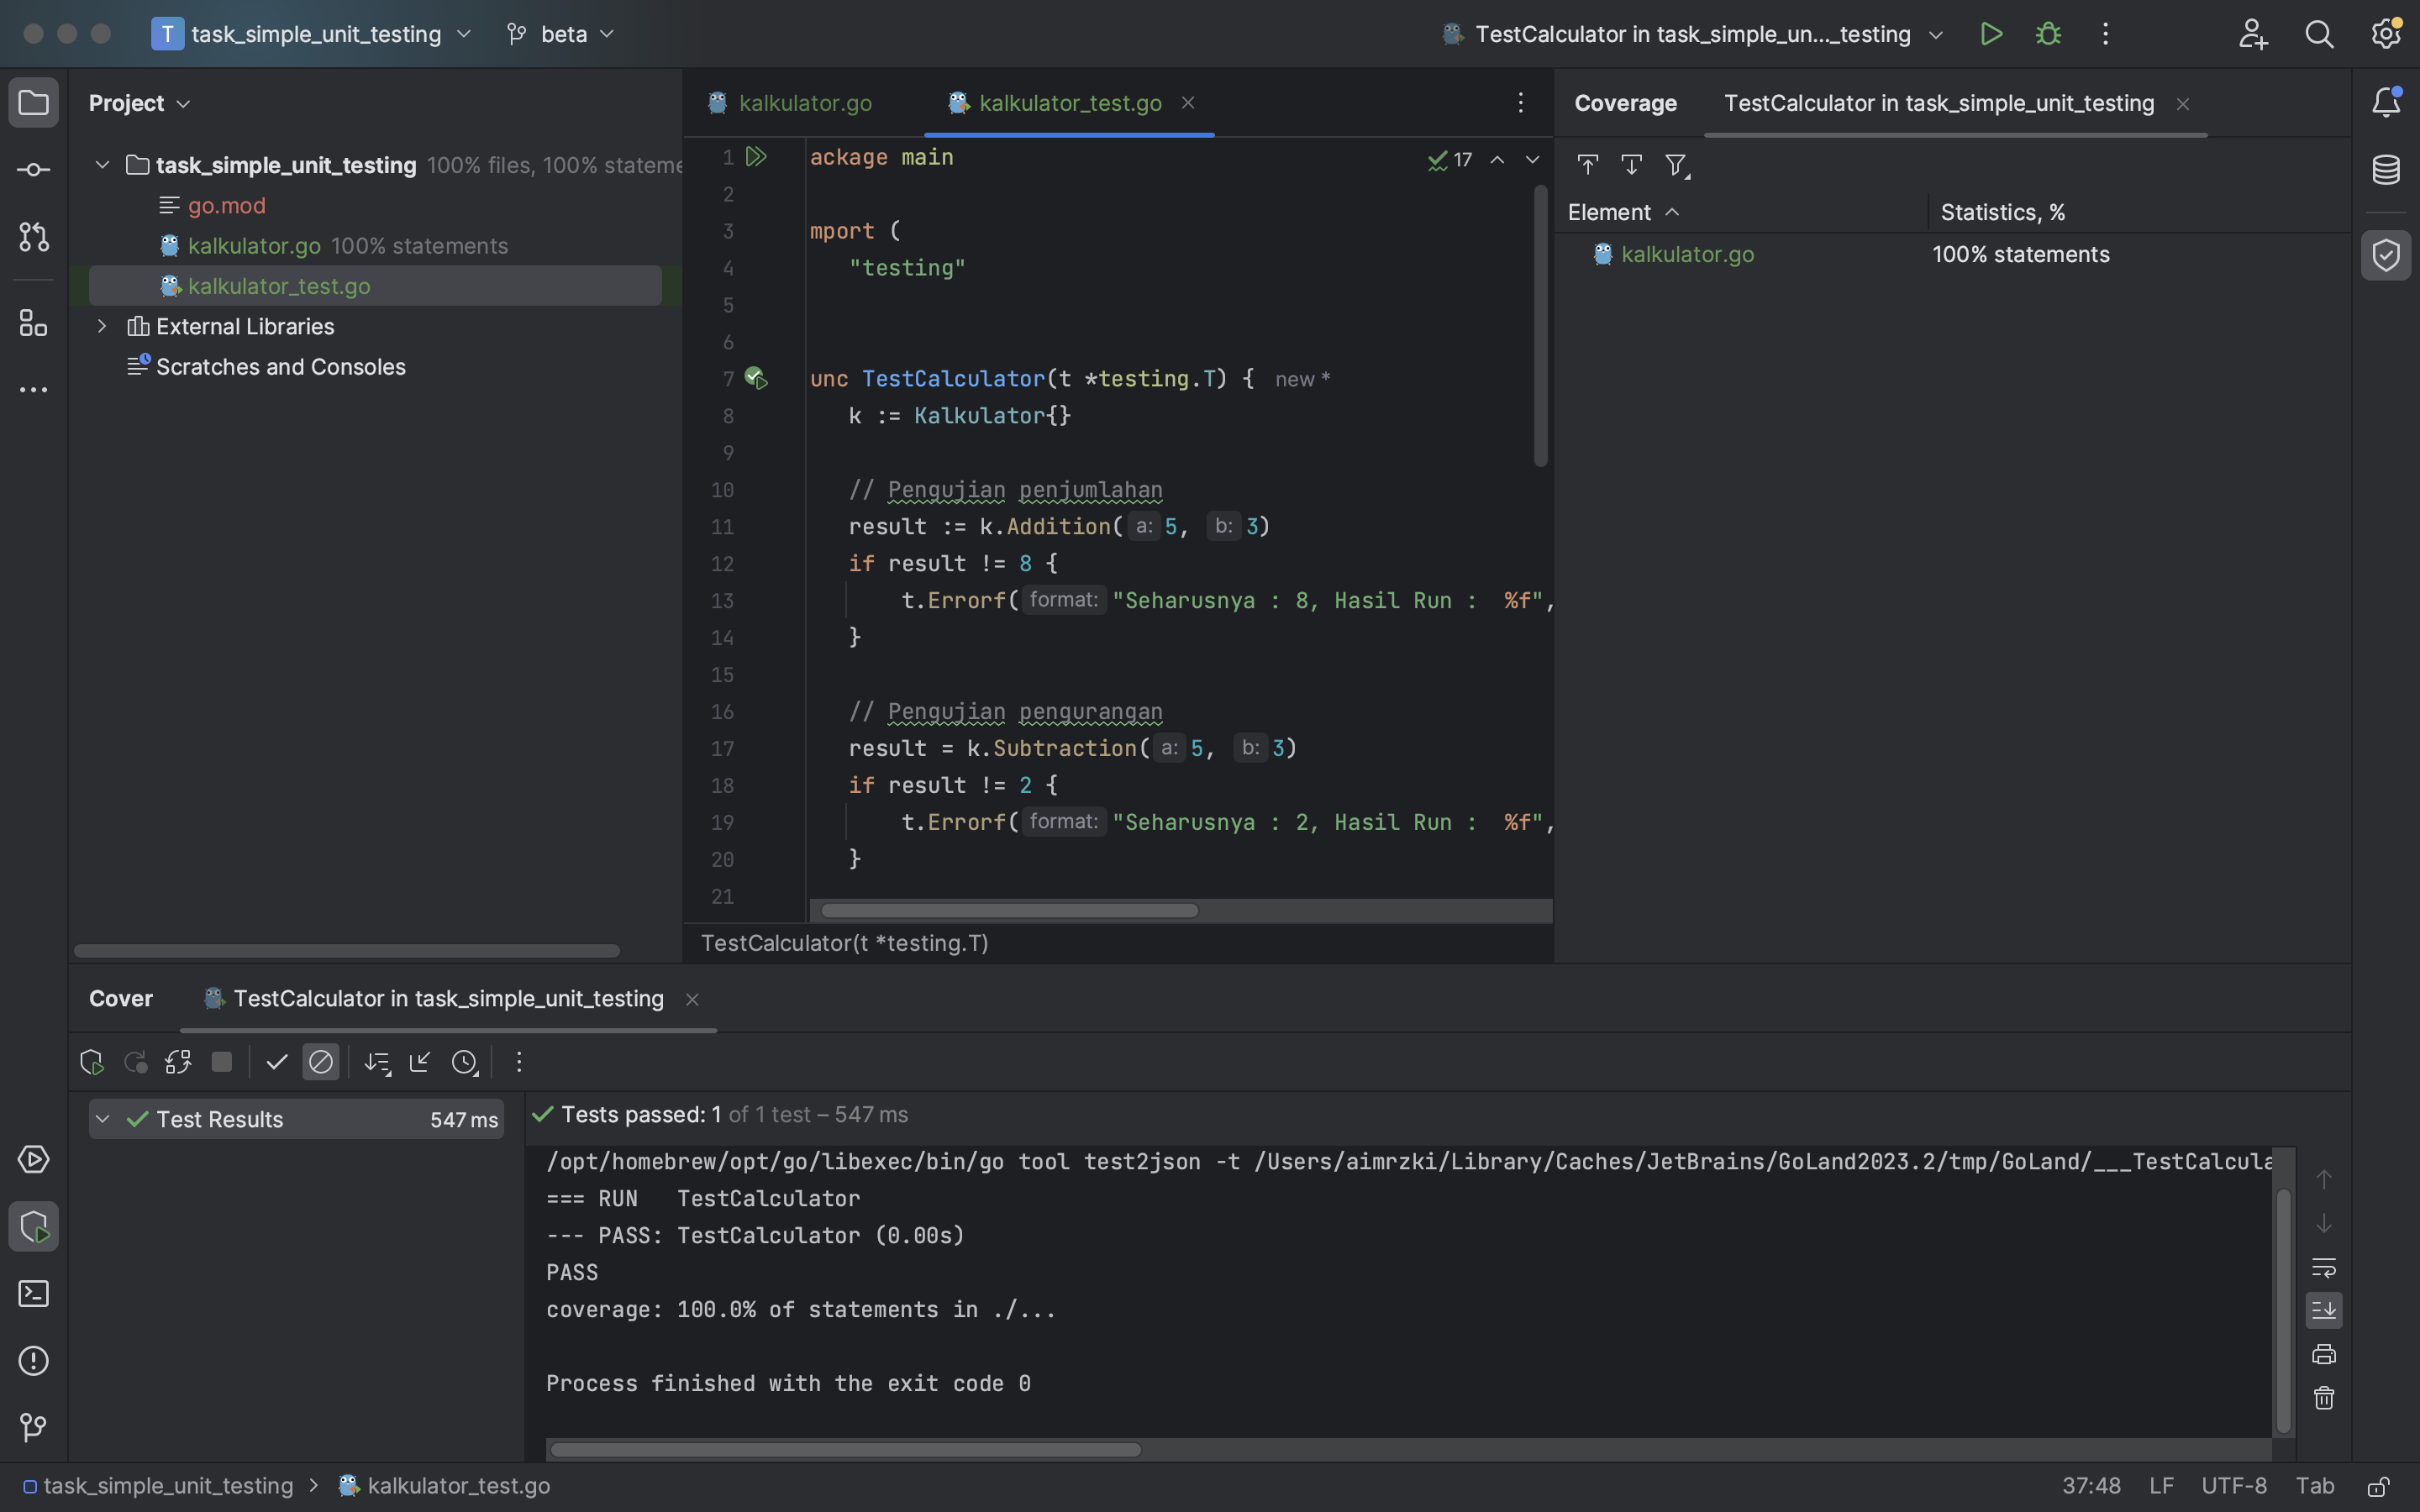 T task_simple_unit_testing beta TestCalculator in task_simple_un..._testing
Project
task_simple_unit_testing 100% files, 100% stateme
go.mod
kalkulator.go 100% statements
kalkulator_test.go
External Libraries
Scratches and Consoles
kalkulator.go kalkulator_test.go
17
1 ackage main
2
3 mport (
4 "testing"
5
6
7 unc TestCalculator(t *testing.T) { new *
8 k := Kalkulator{}
9
10 // Pengujian penjumlahan
11 result := k.Addition( a: 5, b: 3)
12 if result != 8 {
13 t.Errorf( format: "Seharusnya : 8, Hasil Run :  %f",
14 }
15
16 // Pengujian pengurangan
17 result = k.Subtraction( a: 5, b: 3)
18 if result != 2 {
19 t.Errorf( format: "Seharusnya : 2, Hasil Run :  %f",
20 }
21
TestCalculator(t *testing.T)
Coverage TestCalculator in task_simple_unit_testing
Element Statistics, %
kalkulator.go 100% statements
Cover TestCalculator in task_simple_unit_testing
Test Results 547 ms
Tests passed: 1 of 1 test – 547 ms
/opt/homebrew/opt/go/libexec/bin/go tool test2json -t /Users/aimrzki/Library/Caches/JetBrains/GoLand2023.2/tmp/GoLand/___TestCalcula
=== RUN   TestCalculator
--- PASS: TestCalculator (0.00s)
PASS
coverage: 100.0% of statements in ./...
Process finished with the exit code 0
task_simple_unit_testing > kalkulator_test.go 37:48 LF UTF-8 Tab